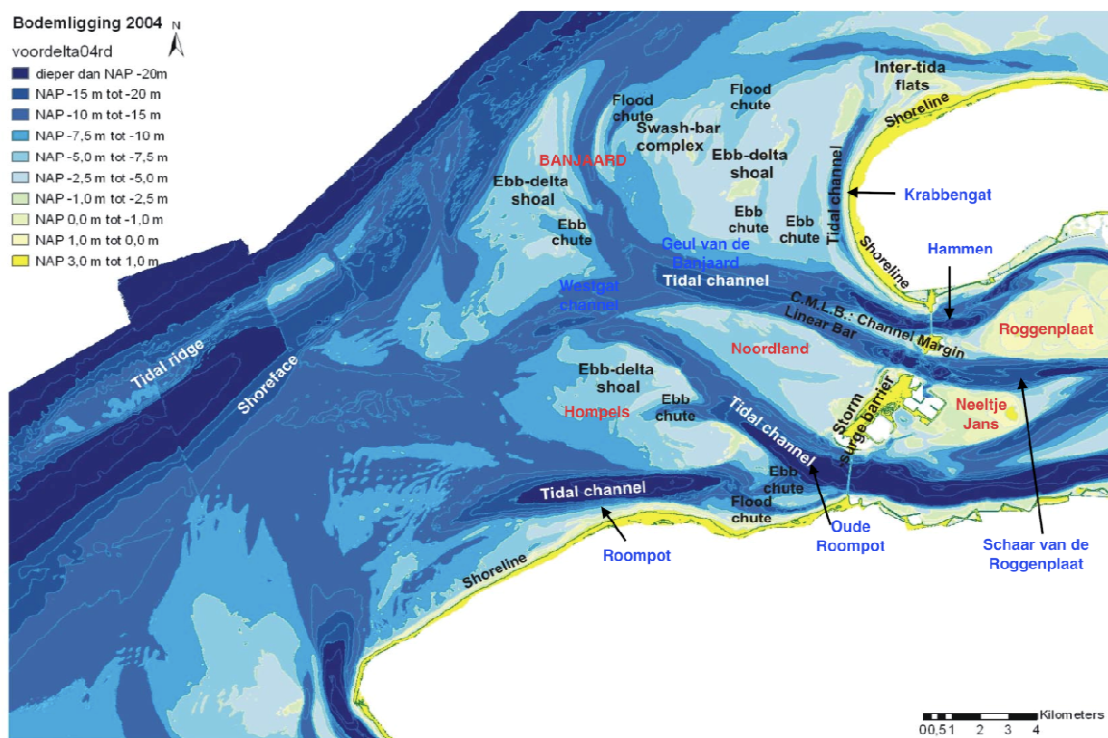 Bodemligging 2004
N
voordelta04rd
dieper dan NAP -20m
NAP -15 m tot -20 m
NAP -10 m tot -15 m
NAP -7,5 m tot -10 m
NAP -5,0 m tot -7,5 m
NAP -2,5 m tot -5,0 m
NAP -1,0 m tot -2,5 m
NAP 0,0 m tot -1,0 m
NAP 1,0 m tot 0,0 m
NAP 3,0 m tot 1,0 m
Inter-tida
flats
Shoreline
Flood
chute
Flood
chute
Swash-bar
complex
BANJAARD
Ebb-delta
shoal
Ebb-delta
shoal
Tidal channel
Krabbengat
Ebb
chute
Ebb
chute
Ebb
chute
Shoreline
Hammen
Geul van de
Banjaard
Tidal channel
Westgat
channel
C.M.L.B.: Channel Margin
Linear Bar
Roggenplaat
Tidal ridge
Shoreface
Noordland
Ebb-delta
shoal
Hompels
Ebb
chute
Tidal channel
Storm
surge barrier
Neeltje
Jans
Tidal channel
Ebb
chute
Flood
chute
Oude
Roompot
Roompot
Schaar van de
Roggenplaat
Shoreline
Kilometers
00,51 2 3 4